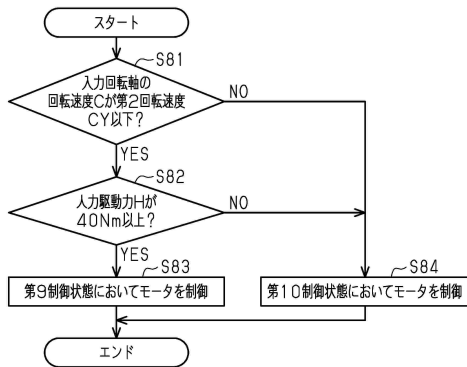 スタート
S81
入力回転軸の
回転速度Cが第2回転速度
CY以下?
NO
YES
S82
人力駆動力Hが
40Nm以上?
NO
YES
S83
第9制御状態においてモータを制御
S84
第10制御状態においてモータを制御
エンド